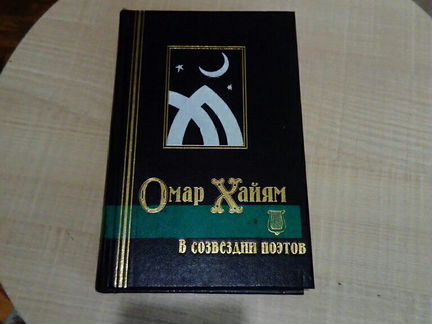 Омар Хайям
В созвездии поэтов